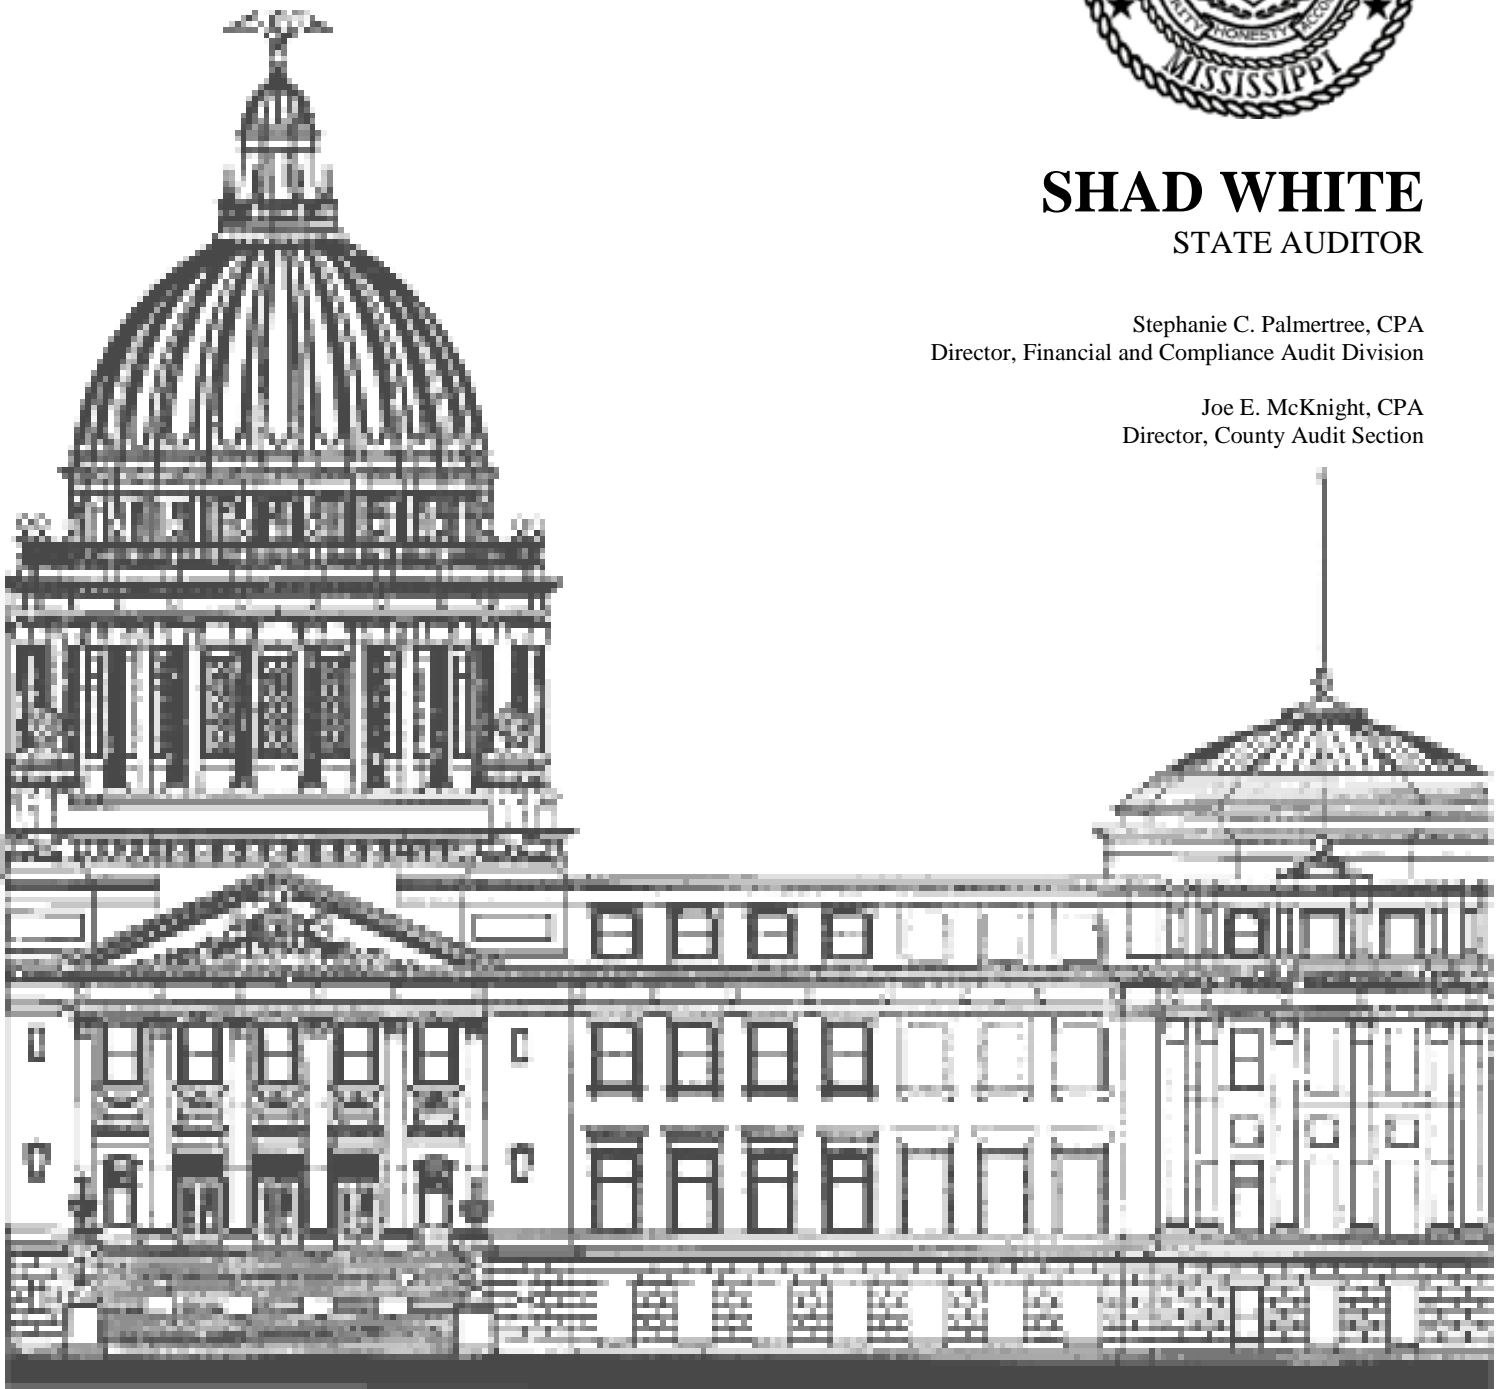 HONESTY
MISSISSIPPI
SHAD WHITE
STATE AUDITOR
Stephanie C. Palmertree, CPA
Director, Financial and Compliance Audit Division
Joe E. McKnight, CPA
Director, County Audit Section